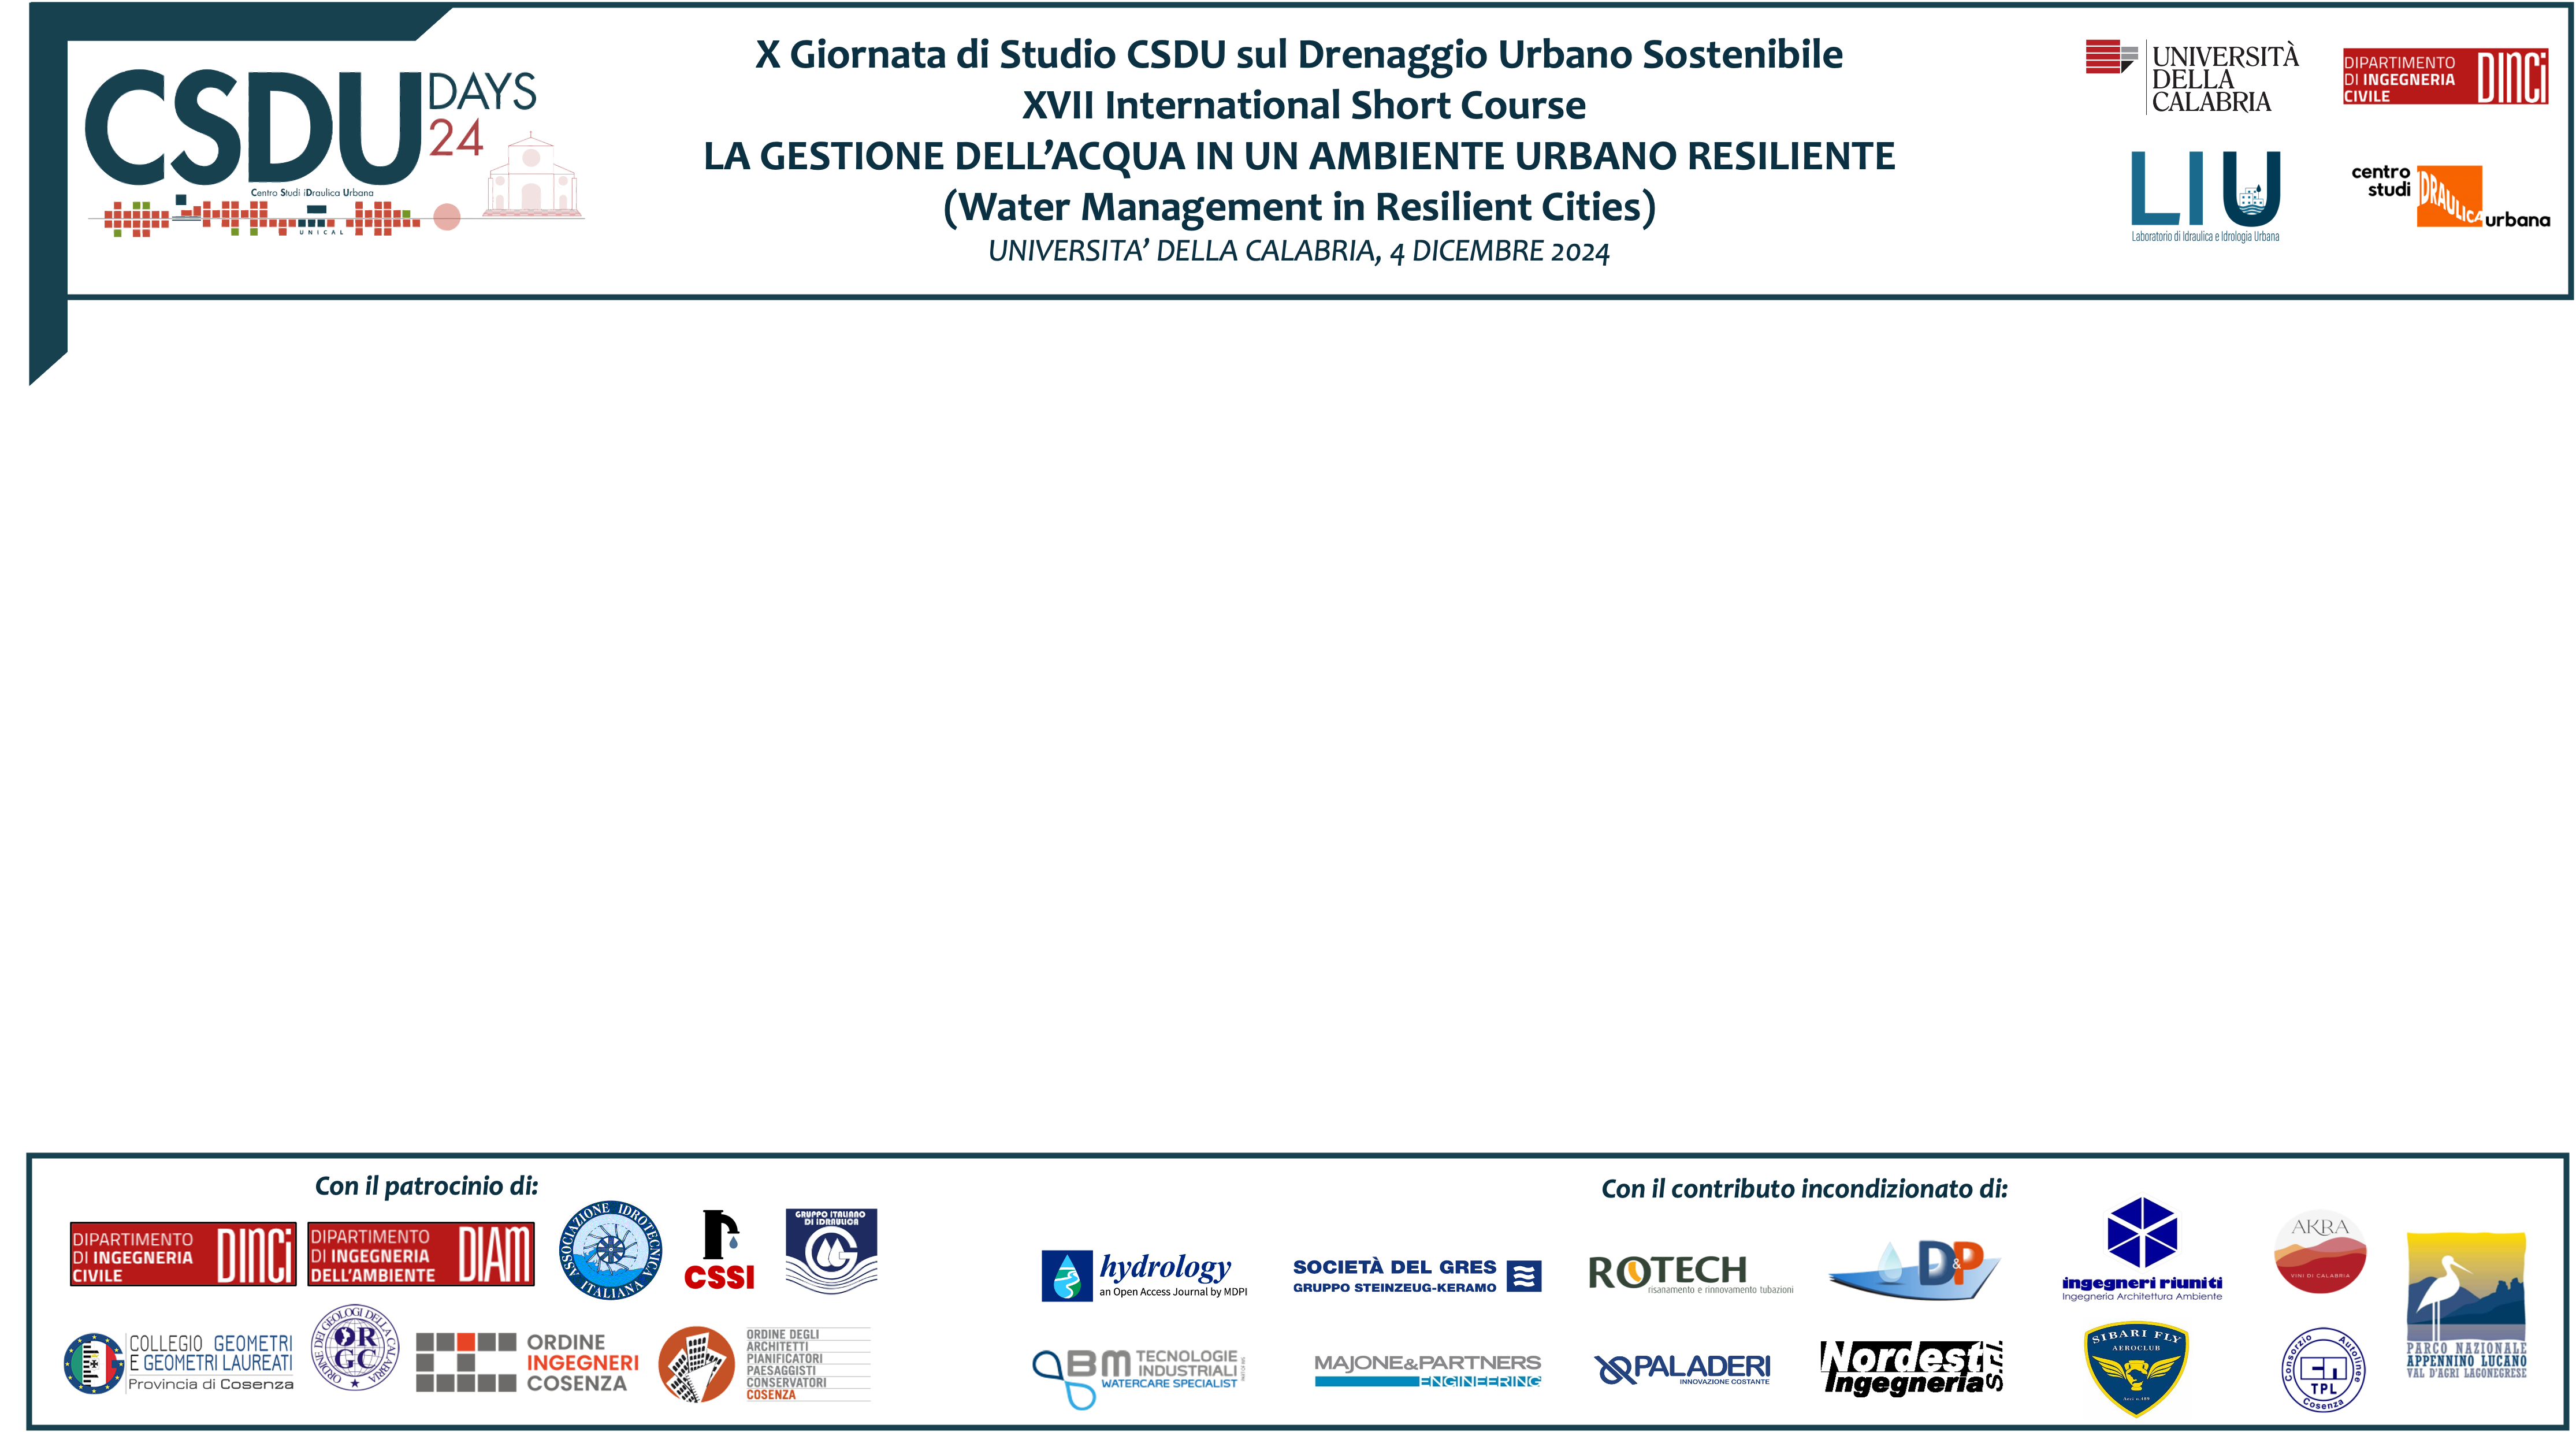 CSDU DAYS
24
Centro Studi iDraulica Urbana
UNICAL
X Giornata di Studio CSDU sul Drenaggio Urbano Sostenibile
XVII International Short Course
LA GESTIONE DELL’ACQUA IN UN AMBIENTE URBANO RESILIENTE
(Water Management in Resilient Cities)
UNIVERSITA’ DELLA CALABRIA, 4 DICEMBRE 2024
UNIVERSITÀ
DELLA
CALABRIA
DIPARTIMENTO
DI INGEGNERIA
CIVILE
DINCi
LIU
Laboratorio di Idraulica e Idrologia Urbana
centro
studi
IDRAULICA
urbana
Con il patrocinio di:
DIPARTIMENTO
DI INGEGNERIA
CIVILE
DINCi
DIPARTIMENTO
DI INGEGNERIA
DELL'AMBIENTE
DIAm
ASSOCIAZIONE IDROTECNICA ITALIANA
CSSI
GRUPPO ITALIANO
DI IDRAULICA
COLLEGIO GEOMETRI
E GEOMETRI LAUREATI
Provincia di Cosenza
ORDINE DEI GEOLOGI DELLA CALABRIA
ORGC
ORDINE
INGEGNERI
COSENZA
ORDINE DEGLI
ARCHITETTI
PIANIFICATORI
PAESAGGISTI
CONSERVATORI
COSENZA
Con il contributo incondizionato di:
hydrology
an Open Access Journal by MDPI
SOCIETÀ DEL GRES
GRUPPO STEINZEUG-KERAMO
ROTECH
risanamento e rinnovamento tubazioni
D&P
ingegneri riuniti
Ingegneria Architettura Ambiente
AKRA
VINI DI CALABRIA
PARCO NAZIONALE
APPENNINO LUCANO
VAL D'AGRI LAGONEGRESE
BM TECNOLOGIE
INDUSTRIALI
WATERCARE SPECIALIST
MAJONE&PARTNERS
ENGINEERING
PALADERI
INNOVAZIONE COSTANTE
Nordest
Ingegneria
S.r.l.
SIBARI FLY
AEROCLUB
Consorzio Autolinee
TPL
Cosenza